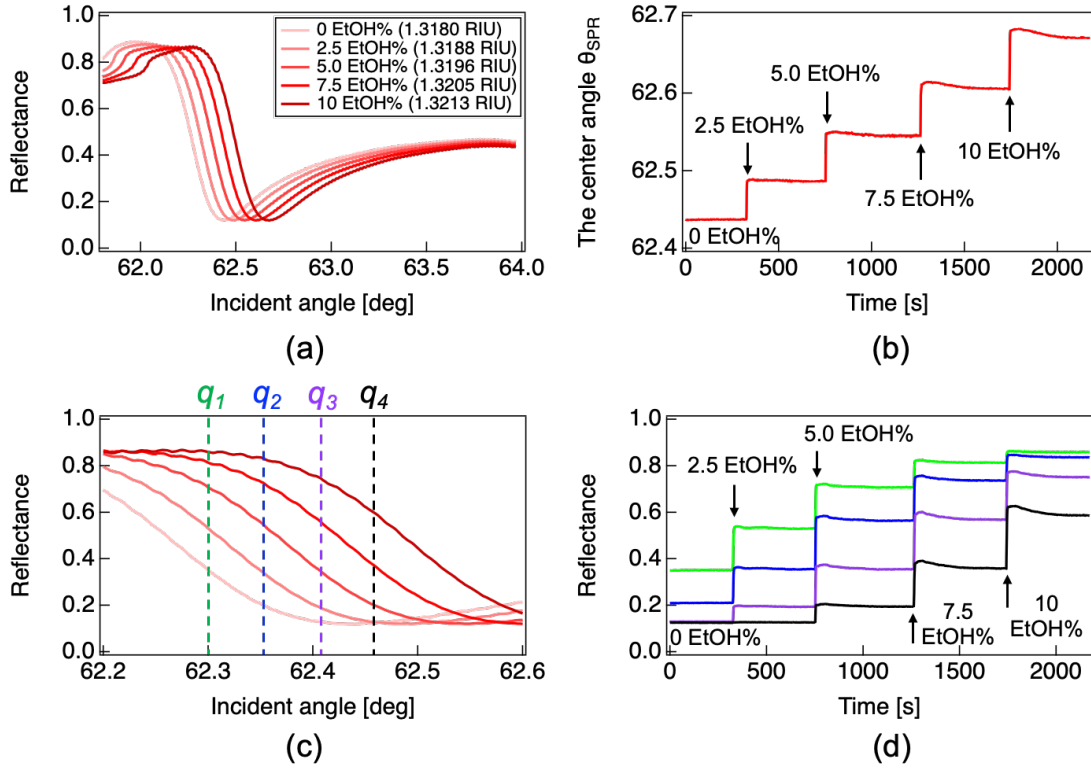 1.0
0.8
0.6
0.4
0.2
0.0
Reflectance
0 EtOH% (1.3180 RIU)
2.5 EtOH% (1.3188 RIU)
5.0 EtOH% (1.3196 RIU)
7.5 EtOH% (1.3205 RIU)
10 EtOH% (1.3213 RIU)
62.0 62.5 63.0 63.5 64.0
Incident angle [deg]
(a)
62.7
62.6
62.5
62.4
The center angle θSPR
5.0 EtOH%
2.5 EtOH%
10 EtOH%
7.5 EtOH%
0 EtOH%
0 500 1000 1500 2000
Time [s]
(b)
q1 q2 q3 q4
1.0
0.8
0.6
0.4
0.2
0.0
Reflectance
62.2 62.3 62.4 62.5 62.6
Incident angle [deg]
(c)
1.0
0.8
0.6
0.4
0.2
0.0
Reflectance
5.0 EtOH%
2.5 EtOH%
0 EtOH%
7.5
EtOH%
10
EtOH%
0 500 1000 1500 2000
Time [s]
(d)